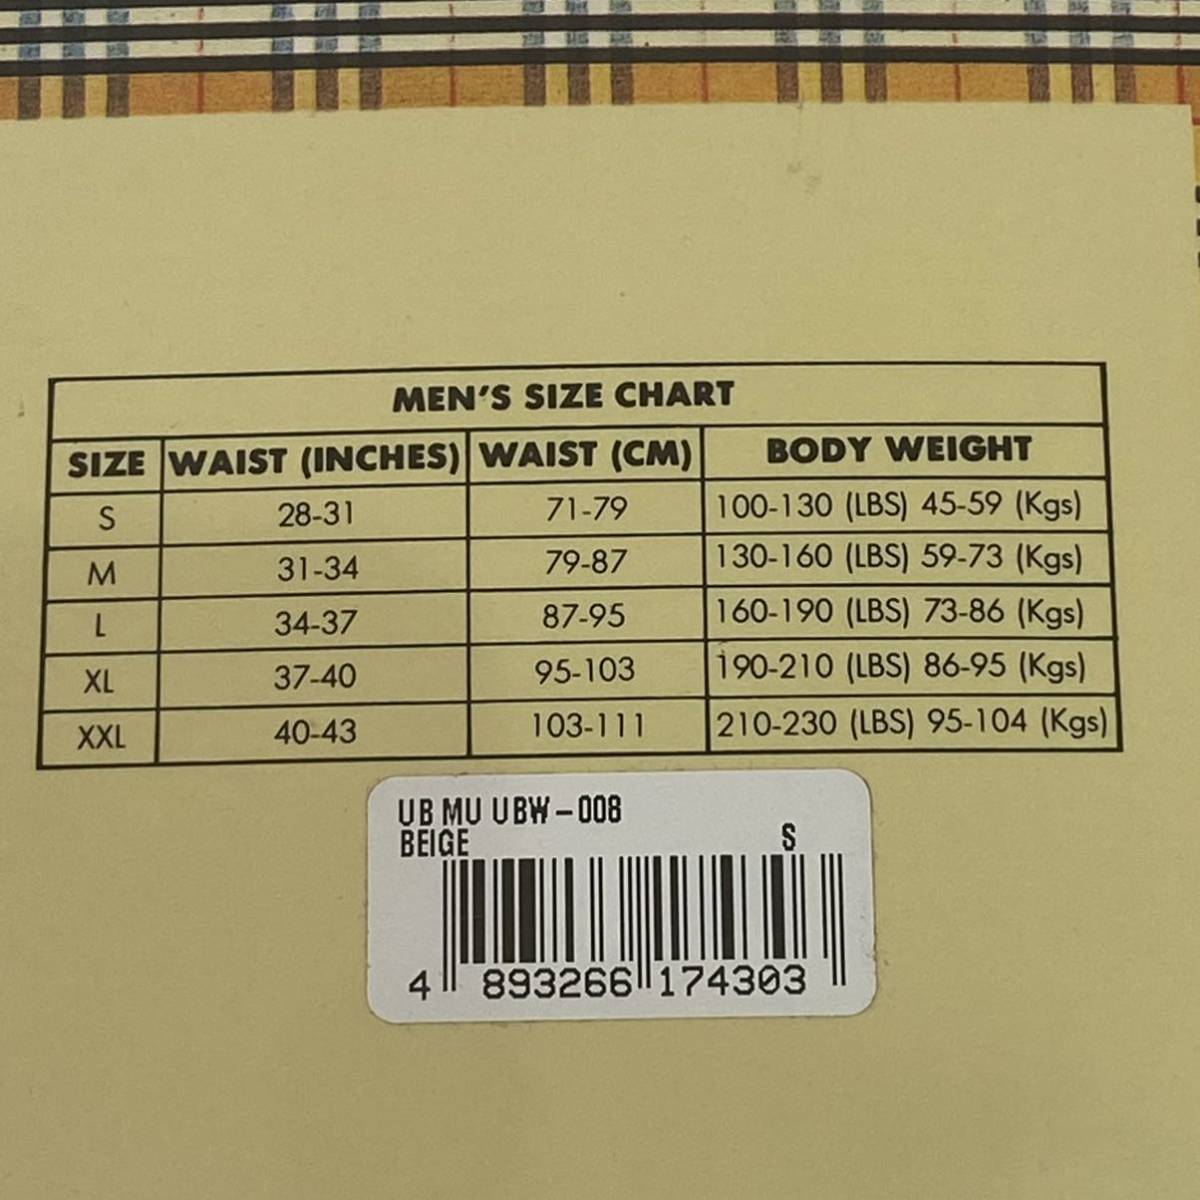 MEN'S SIZE CHART
SIZE WAIST (INCHES) WAIST (CM) BODY WEIGHT
S 28-31 71-79 100-130 (LBS) 45-59 (Kgs)
M 31-34 79-87 130-160 (LBS) 59-73 (Kgs)
L 34-37 87-95 160-190 (LBS) 73-86 (Kgs)
XL 37-40 95-103 190-210 (LBS) 86-95 (Kgs)
XXL 40-43 103-111 210-230 (LBS) 95-104 (Kgs)
UB MU UBW-008
BEIGE S
4 893266 174303